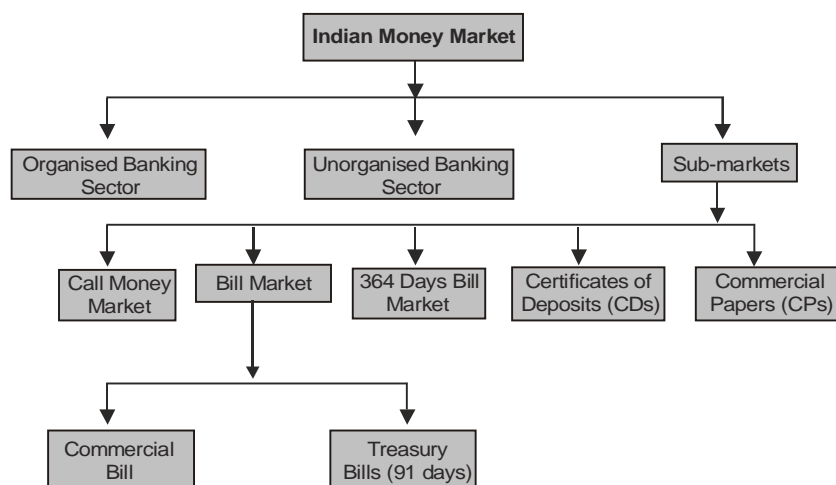 Indian Money Market
Organised Banking
Sector
Unorganised Banking
Sector
Sub-markets
Call Money
Market
Bill Market
364 Days Bill
Market
Certificates of
Deposits (CDs)
Commercial
Papers (CPs)
Commercial
Bill
Treasury
Bills (91 days)